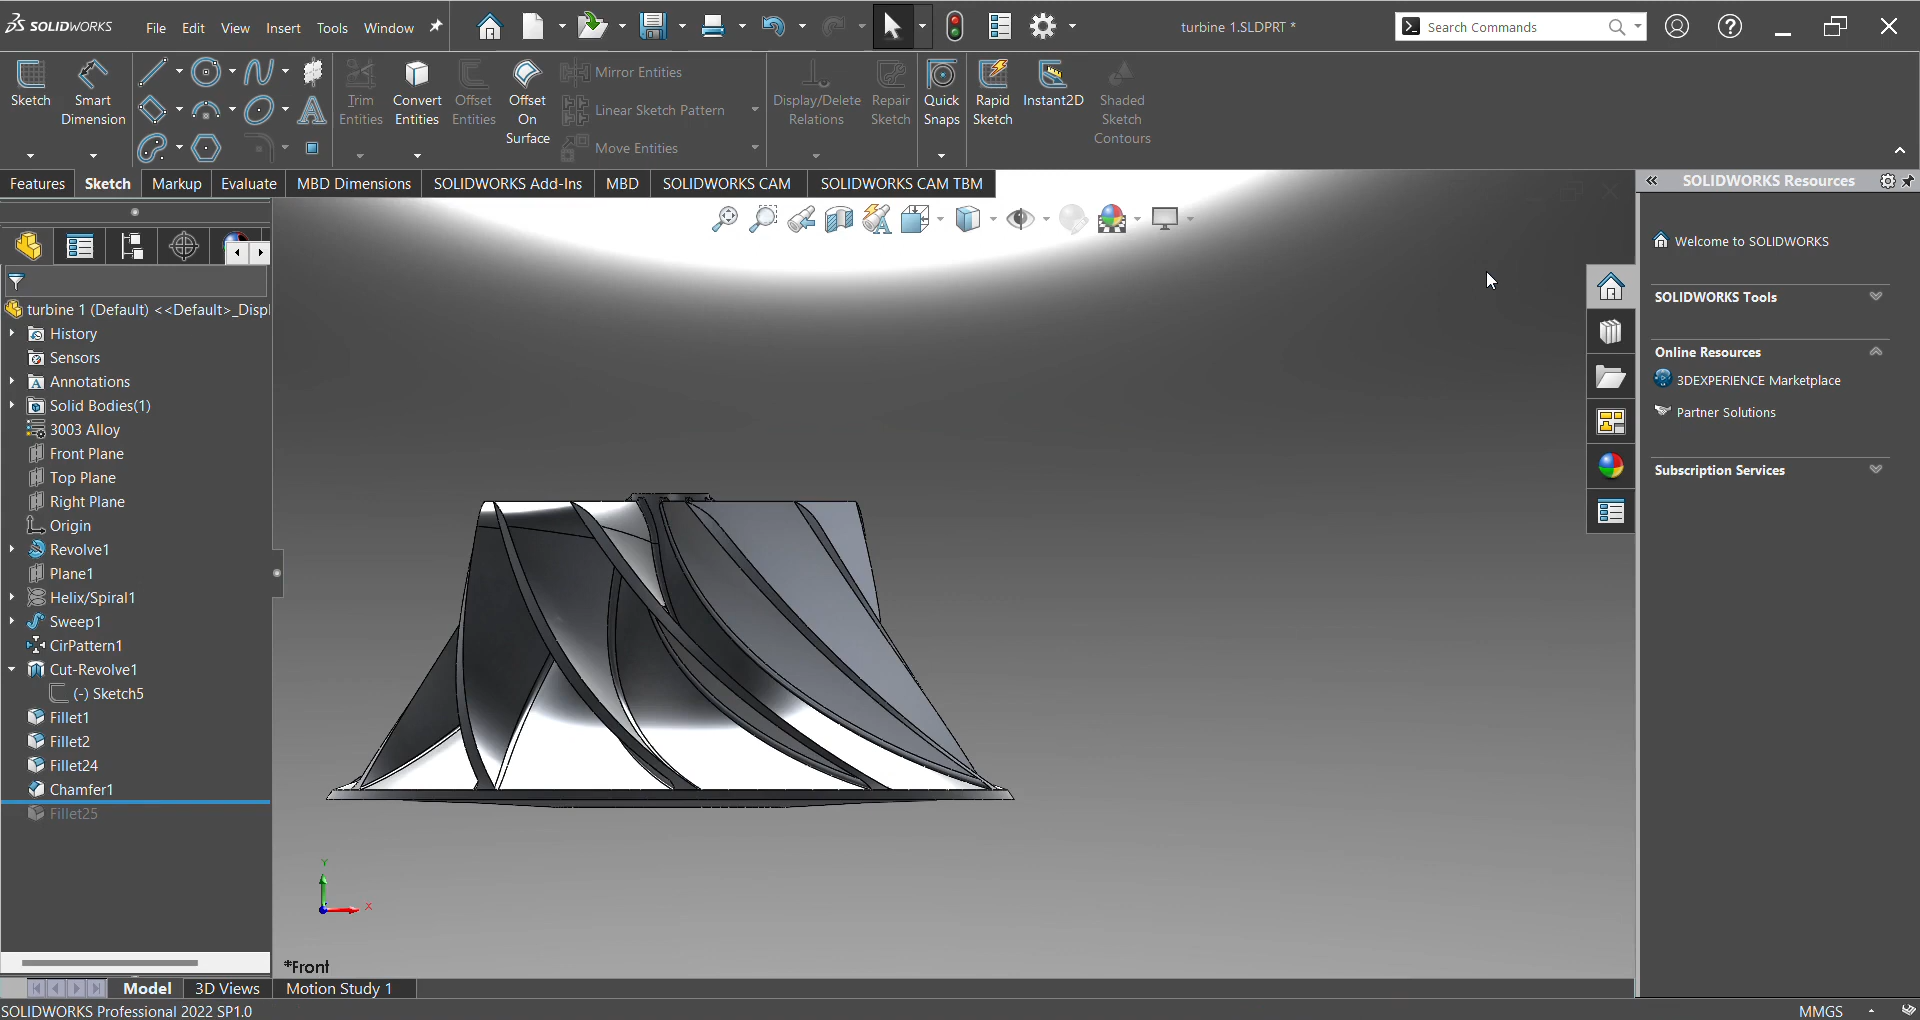 SOLIDWORKS File Edit View Insert Tools Window turbine 1.SLDPRT * Search Commands
Sketch Smart Dimension Trim Entities Convert Entities Offset Entities Offset On Surface Mirror Entities Linear Sketch Pattern Move Entities Display/Delete Relations Repair Sketch Quick Snaps Rapid Sketch Instant2D Shaded Sketch Contours
Features Sketch Markup Evaluate MBD Dimensions SOLIDWORKS Add-Ins MBD SOLIDWORKS CAM SOLIDWORKS CAM TBM
turbine 1 (Default) <<Default>_Displ
History
Sensors
Annotations
Solid Bodies(1)
3003 Alloy
Front Plane
Top Plane
Right Plane
Origin
Revolve1
Plane1
Helix/Spiral1
Sweep1
CirPattern1
Cut-Revolve1
(-) Sketch5
Fillet1
Fillet2
Fillet24
Chamfer1
Fillet25
Y
X
*Front
SOLIDWORKS Resources
Welcome to SOLIDWORKS
SOLIDWORKS Tools
Online Resources
3DEXPERIENCE Marketplace
Partner Solutions
Subscription Services
Model 3D Views Motion Study 1
SOLIDWORKS Professional 2022 SP1.0 MMGS